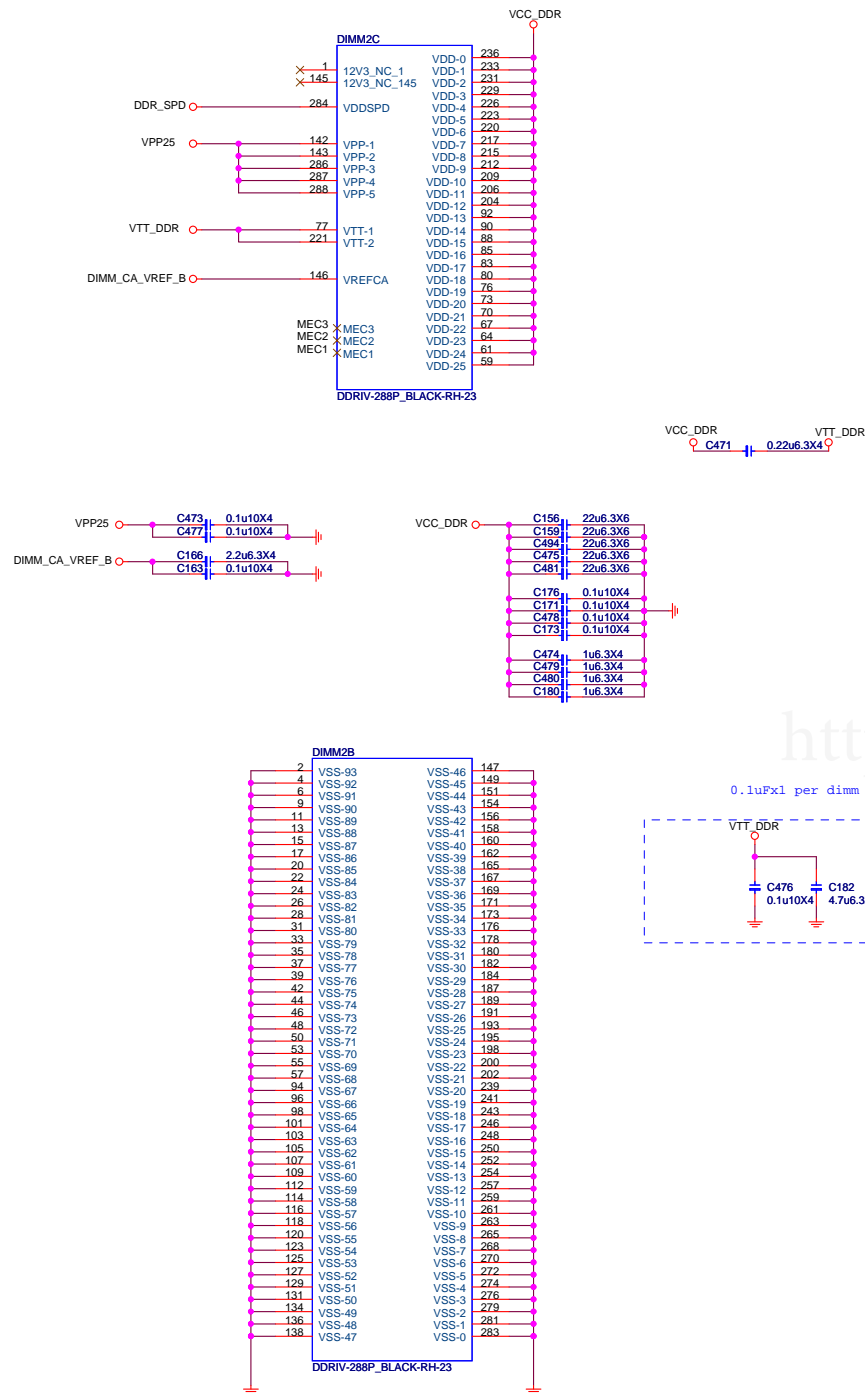 VCC_DDR
DIMM2C
1 12V3_NC_1 VDD-0 236
145 12V3_NC_145 VDD-1 233
VDD-2 231
VDD-3 229
DDR_SPD 284 VDDSPD VDD-4 226
VDD-5 223
VDD-6 220
VPP25 142 VPP-1 VDD-7 217
143 VPP-2 VDD-8 215
286 VPP-3 VDD-9 212
287 VPP-4 VDD-10 209
288 VPP-5 VDD-11 206
VDD-12 204
VDD-13 92
VTT_DDR 77 VTT-1 VDD-14 90
221 VTT-2 VDD-15 88
VDD-16 85
VDD-17 83
DIMM_CA_VREF_B 146 VREFCA VDD-18 80
VDD-19 76
VDD-20 73
VDD-21 70
MEC3 MEC3 VDD-22 67
MEC2 MEC2 VDD-23 64
MEC1 MEC1 VDD-24 61
VDD-25 59
DDRIV-288P_BLACK-RH-23
VCC_DDR C471 0.22u6.3X4 VTT_DDR
VPP25 C473 0.1u10X4
C477 0.1u10X4
DIMM_CA_VREF_B C166 2.2u6.3X4
C163 0.1u10X4
VCC_DDR C156 22u6.3X6
C159 22u6.3X6
C494 22u6.3X6
C475 22u6.3X6
C481 22u6.3X6
C176 0.1u10X4
C171 0.1u10X4
C478 0.1u10X4
C173 0.1u10X4
C474 1u6.3X4
C479 1u6.3X4
C480 1u6.3X4
C180 1u6.3X4
htt
0.1uFx1 per dimm
VTT_DDR
C476 C182
0.1u10X4 4.7u6.3
DIMM2B
2 VSS-93 VSS-46 147
4 VSS-92 VSS-45 149
6 VSS-91 VSS-44 151
9 VSS-90 VSS-43 154
11 VSS-89 VSS-42 156
13 VSS-88 VSS-41 158
15 VSS-87 VSS-40 160
17 VSS-86 VSS-39 162
20 VSS-85 VSS-38 165
22 VSS-84 VSS-37 167
24 VSS-83 VSS-36 169
26 VSS-82 VSS-35 171
28 VSS-81 VSS-34 173
31 VSS-80 VSS-33 176
33 VSS-79 VSS-32 178
35 VSS-78 VSS-31 180
37 VSS-77 VSS-30 182
39 VSS-76 VSS-29 184
42 VSS-75 VSS-28 187
44 VSS-74 VSS-27 189
46 VSS-73 VSS-26 191
48 VSS-72 VSS-25 193
50 VSS-71 VSS-24 195
53 VSS-70 VSS-23 198
55 VSS-69 VSS-22 200
57 VSS-68 VSS-21 202
94 VSS-67 VSS-20 239
96 VSS-66 VSS-19 241
98 VSS-65 VSS-18 243
101 VSS-64 VSS-17 246
103 VSS-63 VSS-16 248
105 VSS-62 VSS-15 250
107 VSS-61 VSS-14 252
109 VSS-60 VSS-13 254
112 VSS-59 VSS-12 257
114 VSS-58 VSS-11 259
116 VSS-57 VSS-10 261
118 VSS-56 VSS-9 263
120 VSS-55 VSS-8 265
123 VSS-54 VSS-7 268
125 VSS-53 VSS-6 270
127 VSS-52 VSS-5 272
129 VSS-51 VSS-4 274
131 VSS-50 VSS-3 276
134 VSS-49 VSS-2 279
136 VSS-48 VSS-1 281
138 VSS-47 VSS-0 283
DDRIV-288P_BLACK-RH-23